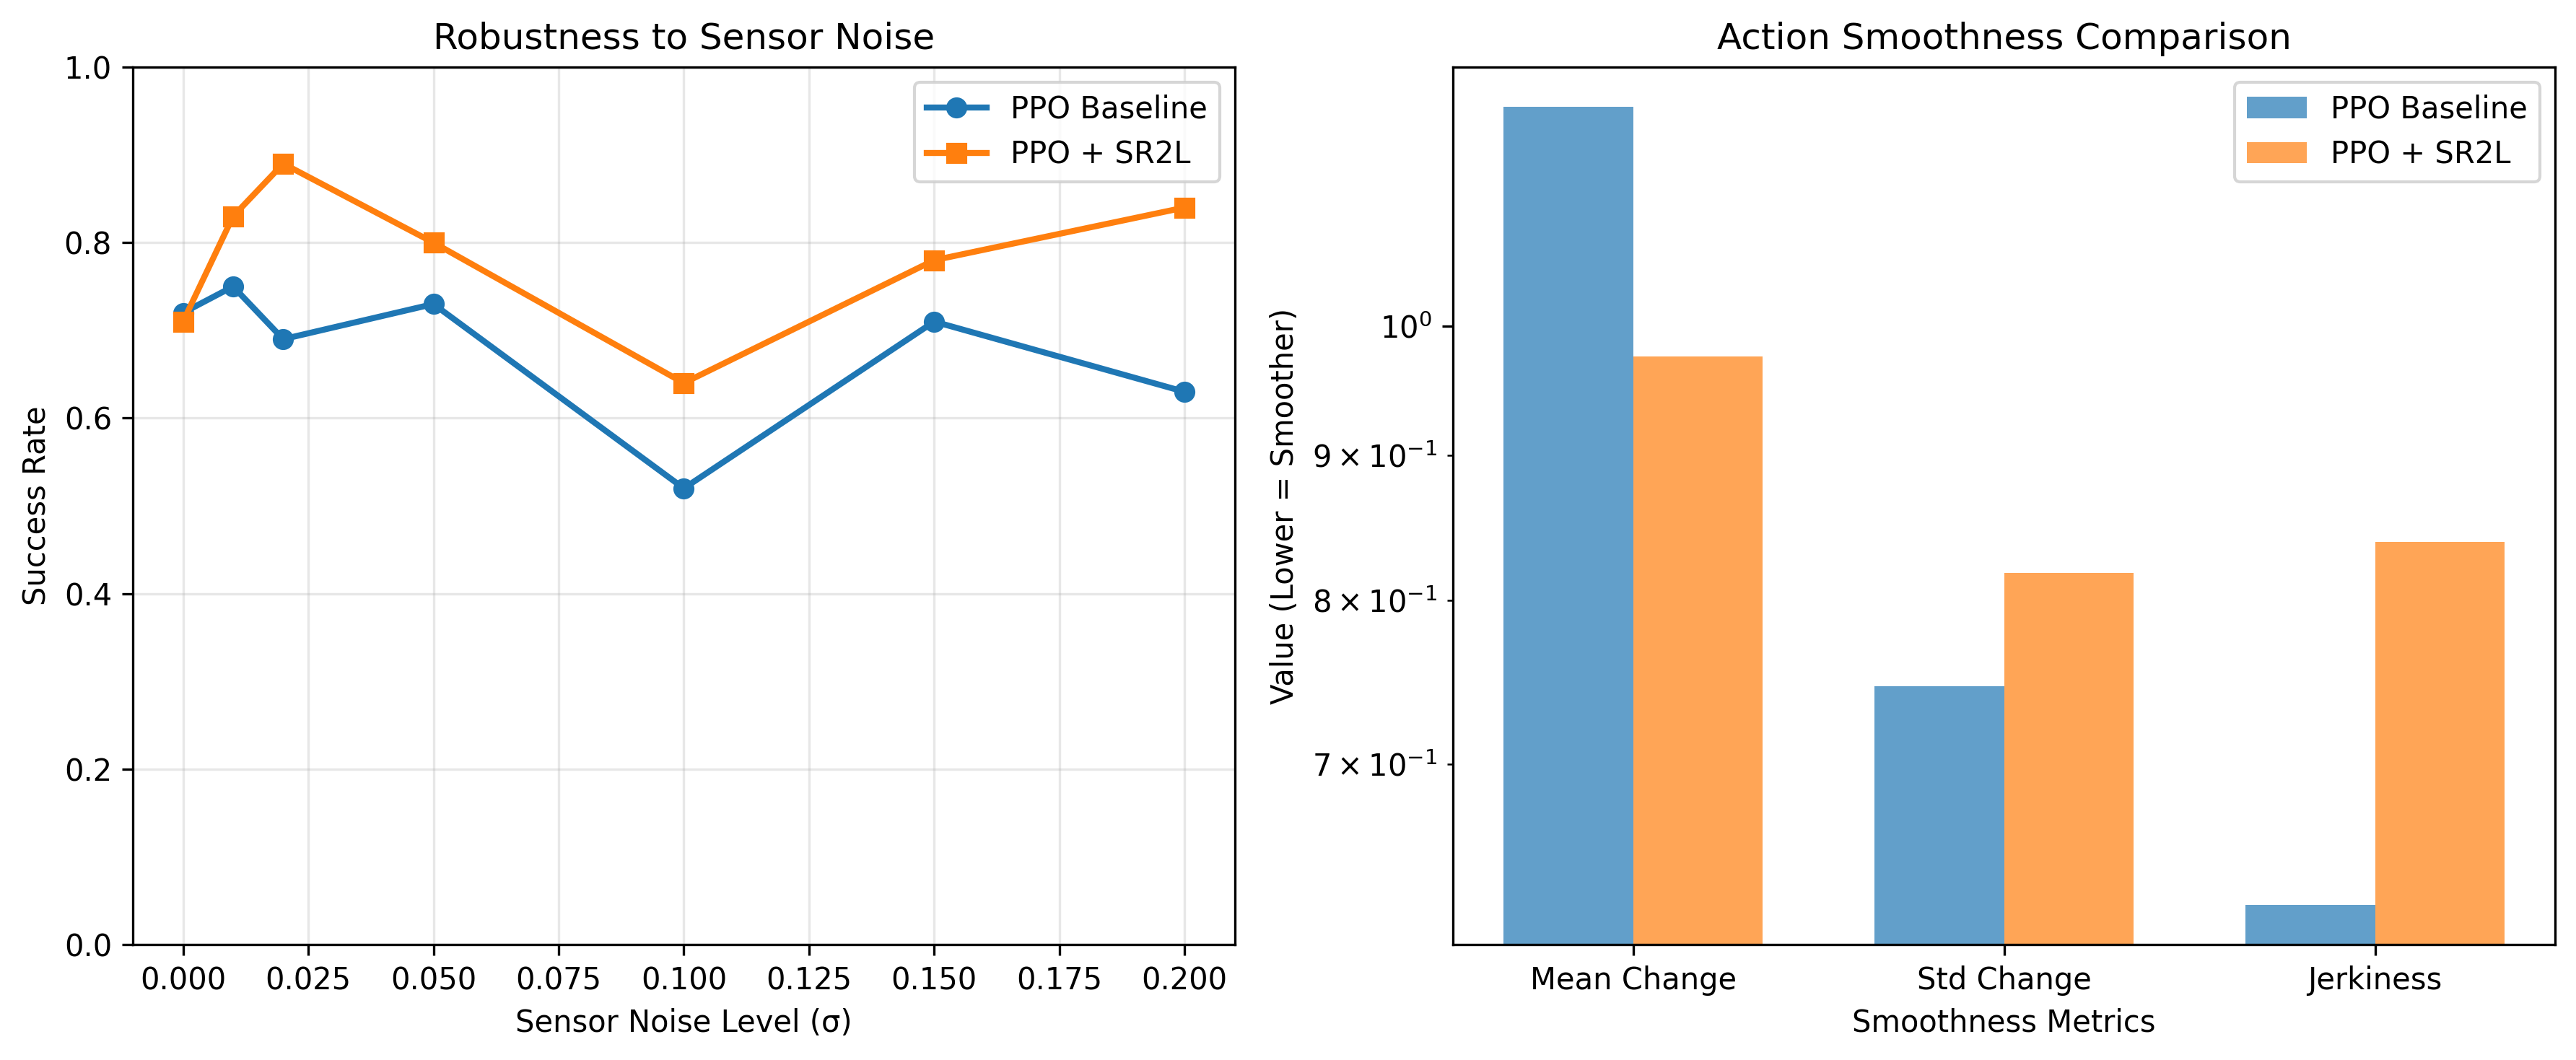 Robustness to Sensor Noise
PPO Baseline
PPO + SR2L
Success Rate
1.0
0.8
0.6
0.4
0.2
0.0
0.000 0.025 0.050 0.075 0.100 0.125 0.150 0.175 0.200
Sensor Noise Level (σ)
Action Smoothness Comparison
PPO Baseline
PPO + SR2L
Value (Lower = Smoother)
10⁰
9 × 10⁻¹
8 × 10⁻¹
7 × 10⁻¹
Mean Change Std Change Jerkiness
Smoothness Metrics